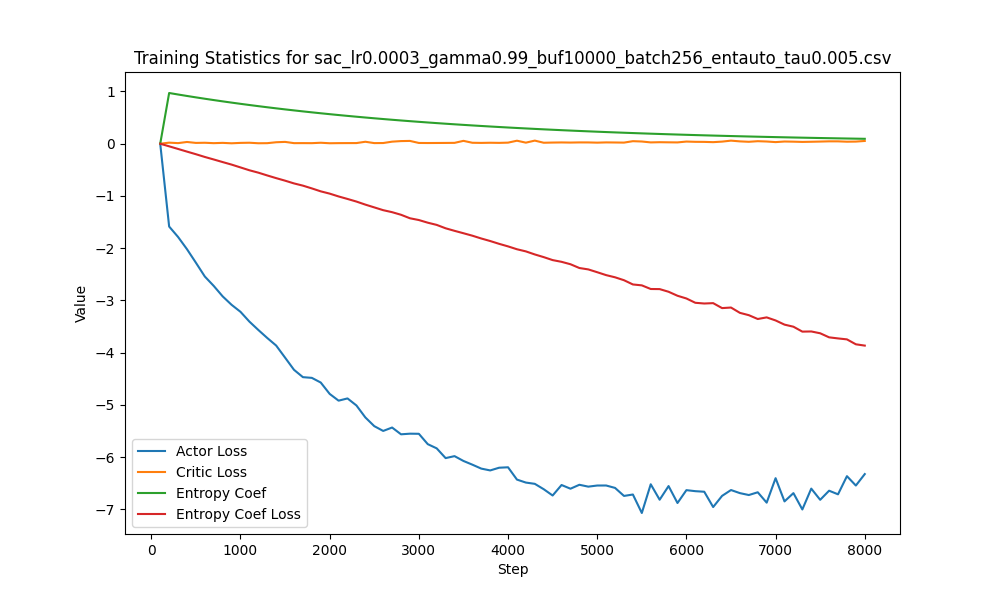 Training Statistics for sac_lr0.0003_gamma0.99_buf10000_batch256_entauto_tau0.005.csv
Value
1
0
−1
−2
−3
−4
−5
−6
−7
Actor Loss
Critic Loss
Entropy Coef
Entropy Coef Loss
0 1000 2000 3000 4000 5000 6000 7000 8000
Step